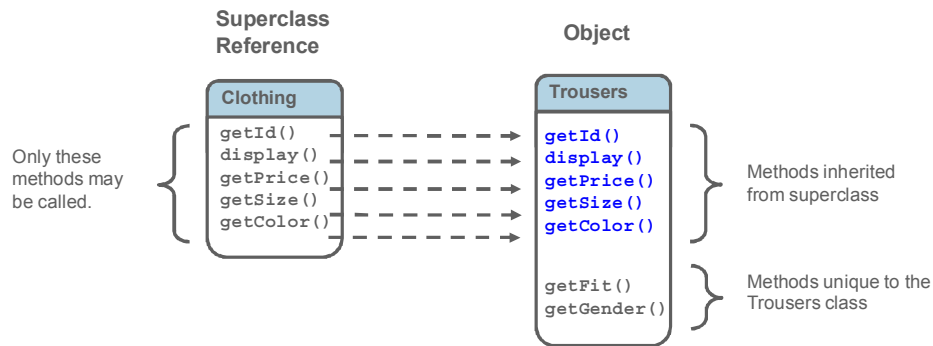 Superclass
Reference
Object
Clothing
Trousers
Only these
methods may
be called.
getId()
display()
getPrice()
getSize()
getColor()
getId()
display()
getPrice()
getSize()
getColor()
Methods inherited
from superclass
getFit()
getGender()
Methods unique to the
Trousers class